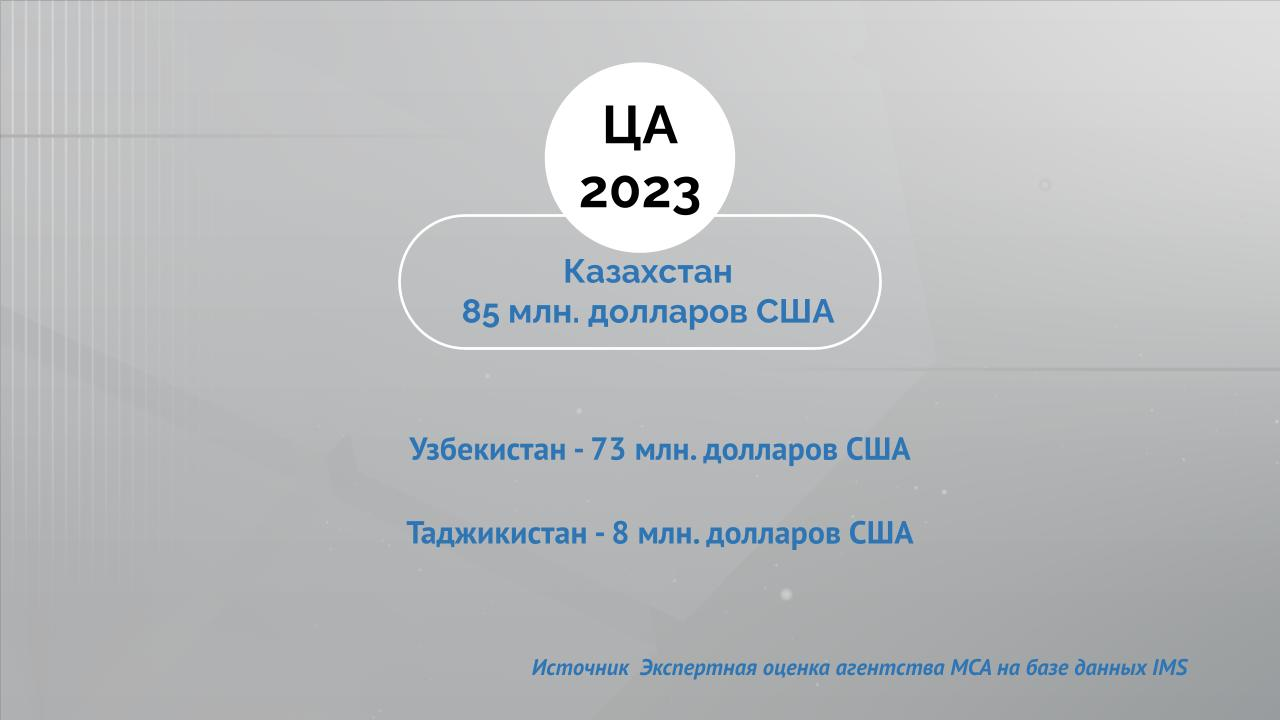 ЦА
2023
Казахстан
85 млн. долларов США
Узбекистан - 73 млн. долларов США
Таджикистан - 8 млн. долларов США
Источник  Экспертная оценка агентства МСА на базе данных IMS